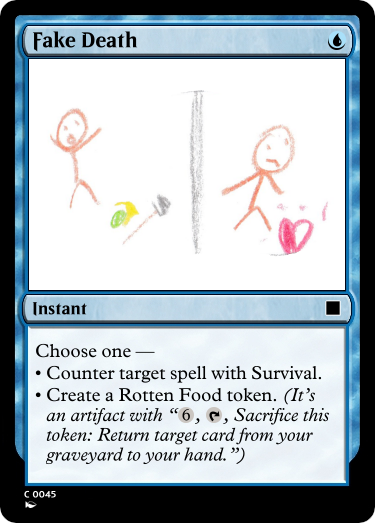 Fake Death
Instant
Choose one —
• Counter target spell with Survival.
• Create a Rotten Food token. (It's
an artifact with “6, , Sacrifice this
token: Return target card from your
graveyard to your hand.”)
C 0045